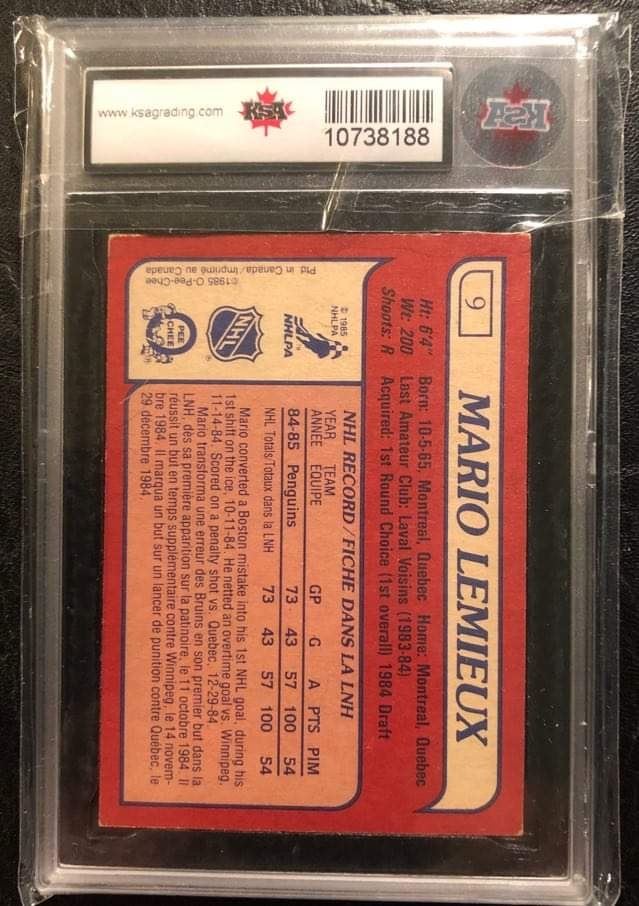 www.ksagrading.com
KSA
10738188
KSA
9
MARIO LEMIEUX
Ht: 6'4" Born: 10-5-65, Montreal, Quebec Home: Montreal, Quebec
Wt: 200 Last Amateur Club: Laval Voisins (1983-84)
Shoots: R Acquired: 1st Round Choice (1st overall) 1984 Draft
© 1985
NHLPA
NHLPA
NHL
O PEE CHEE
©1985 O-Pee-Chee
Ptd. in Canada/Imprimé au Canada
NHL RECORD/FICHE DANS LA LNH
YEAR TEAM
ANNÉE ÉQUIPE GP G A PTS PIM
84-85 Penguins 73 43 57 100 54
NHL Totals/Totaux dans la LNH 73 43 57 100 54
Mario converted a Boston mistake into his 1st NHL goal, during his
1st shift on the ice, 10-11-84. He netted an overtime goal vs. Winnipeg,
11-14-84. Scored on a penalty shot vs. Quebec, 12-29-84.
Mario transforma une erreur des Bruins en son premier but dans la
LNH, dès sa première apparition sur la patinoire, le 11 octobre 1984. Il
réussit un but en temps supplémentaire contre Winnipeg, le 14 novem-
bre 1984. Il marqua un but sur un lancer de punition contre Québec, le
29 décembre 1984.